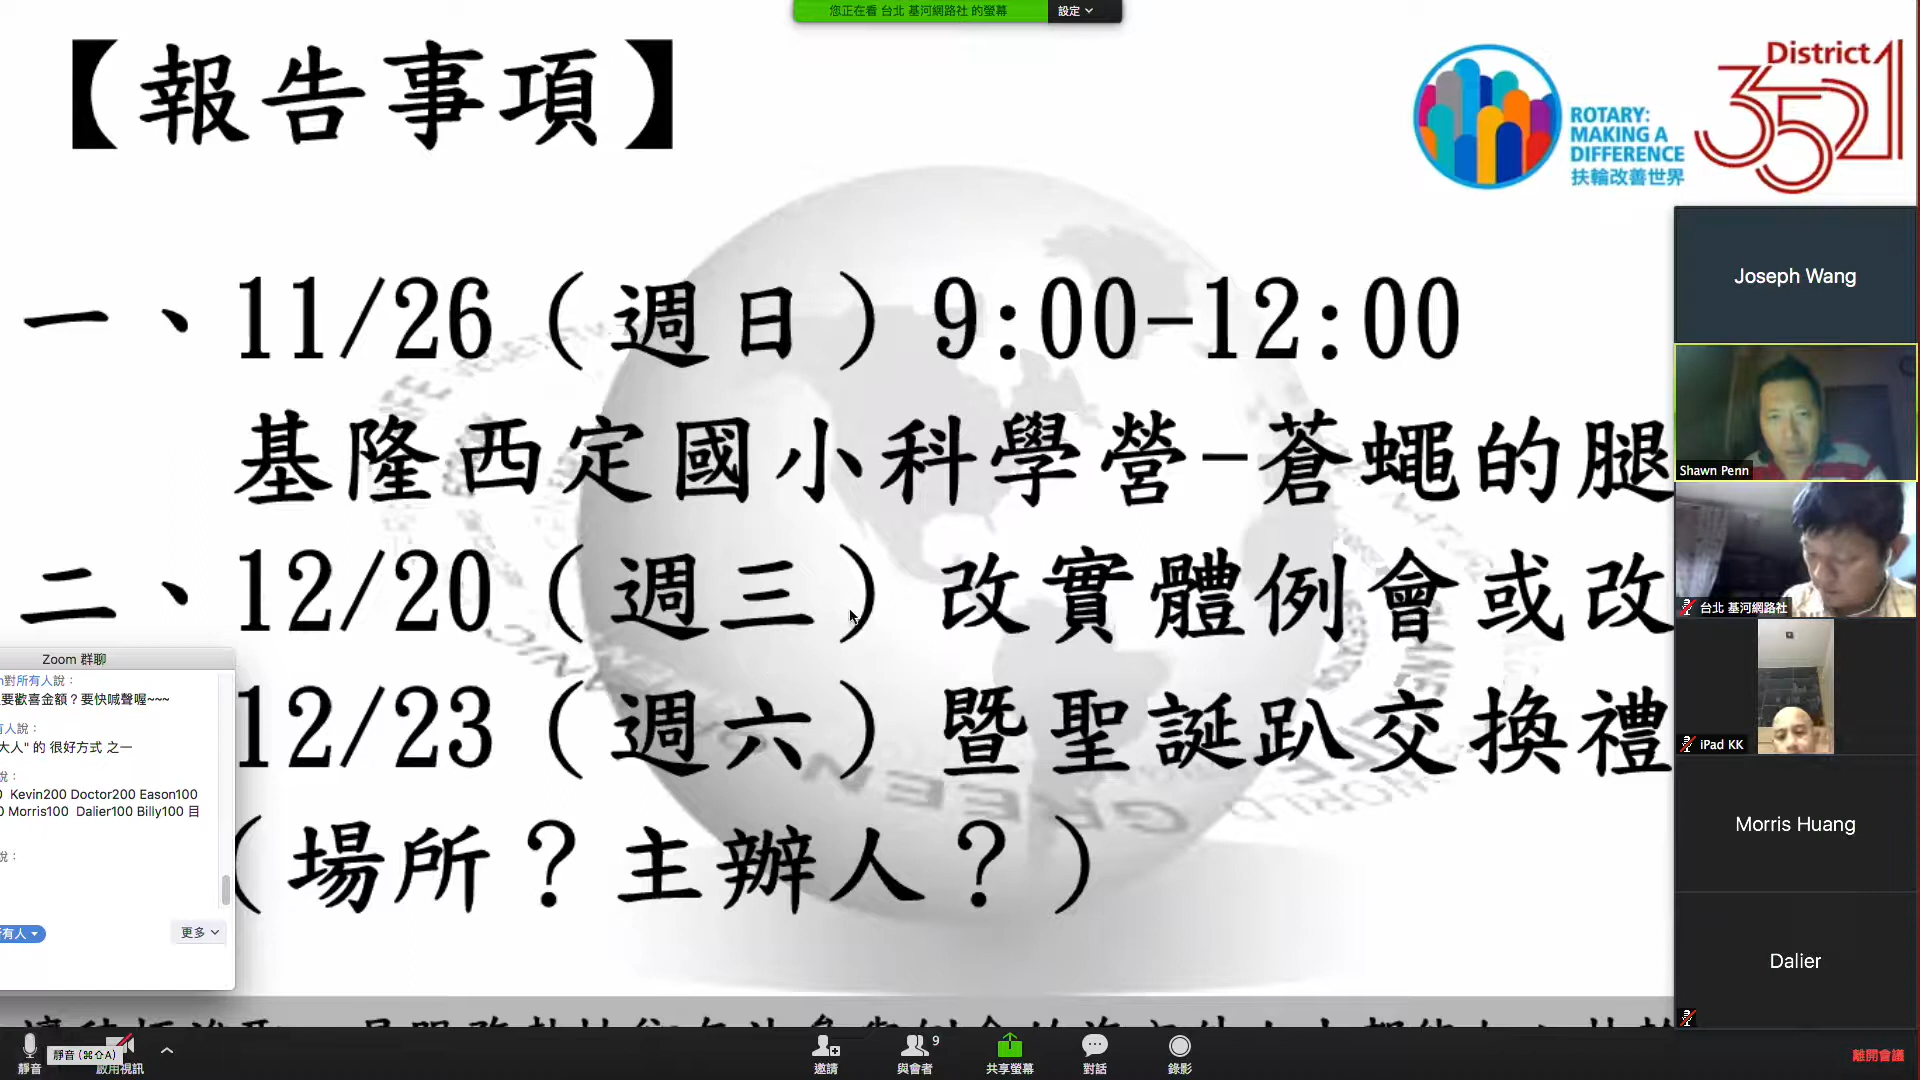 您正在看 台北 基河網路社 的螢幕
設定
【報告事項】
District
3521
ROTARY:
MAKING A
DIFFERENCE
扶輪改善世界
一、11/26（週日）9:00-12:00
基隆西定國小科學營-蒼蠅的腿
二、12/20（週三）改實體例會或改
12/23（週六）暨聖誕趴交換禮
（場所？主辦人？）
Joseph Wang
Shawn Penn
台北 基河網路社
iPad KK
Morris Huang
Dalier
Zoom 群聊
對所有人說：
要歡喜金額？要快喊聲喔~~~
有人說：
大人" 的 很好方式 之一
說：
0 Kevin200 Doctor200 Eason100
0 Morris100 Dalier100 Billy100 目
說：
所有人
更多
靜音
靜音 (⌘⇧A)
啟用視訊
邀請
9
與會者
共享螢幕
對話
錄影
離開會議